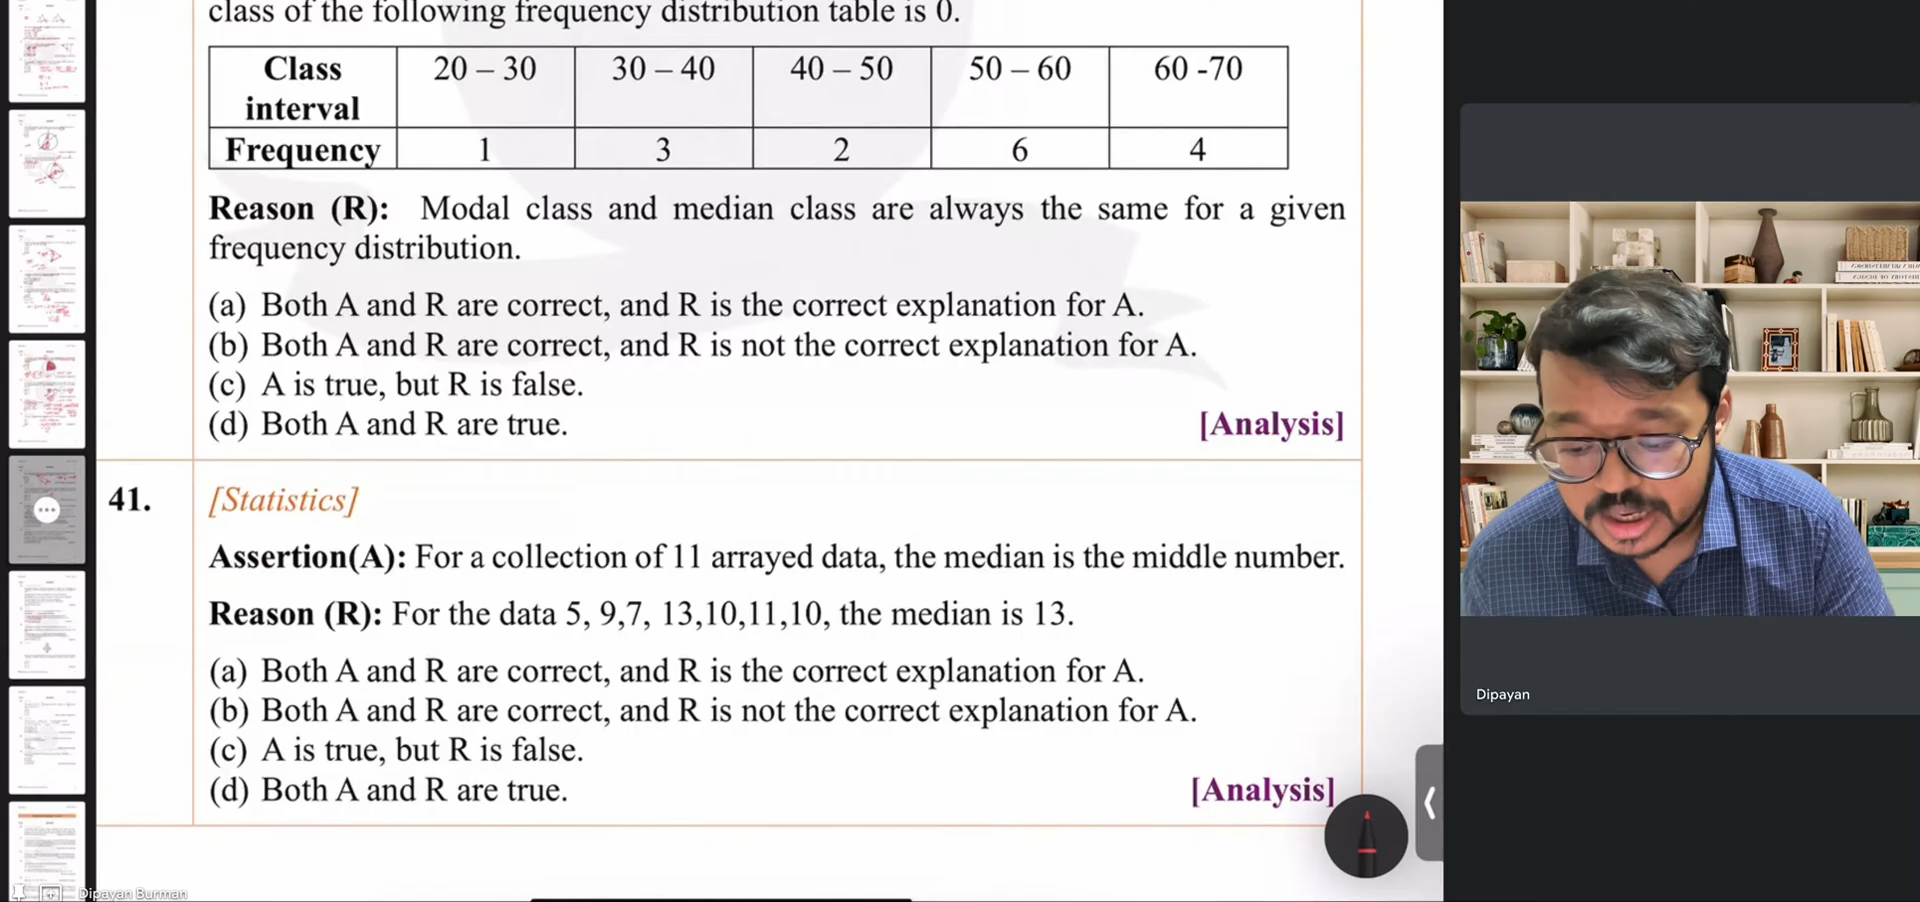 class of the following frequency distribution table is 0.
Class interval 20 – 30 30 – 40 40 – 50 50 – 60 60 -70
Frequency 1 3 2 6 4
Reason (R): Modal class and median class are always the same for a given
frequency distribution.
(a) Both A and R are correct, and R is the correct explanation for A.
(b) Both A and R are correct, and R is not the correct explanation for A.
(c) A is true, but R is false.
(d) Both A and R are true.
[Analysis]
41.
[Statistics]
Assertion(A): For a collection of 11 arrayed data, the median is the middle number.
Reason (R): For the data 5, 9,7, 13,10,11,10, the median is 13.
(a) Both A and R are correct, and R is the correct explanation for A.
(b) Both A and R are correct, and R is not the correct explanation for A.
(c) A is true, but R is false.
(d) Both A and R are true.
[Analysis]
Dipayan
Dipayan Burman